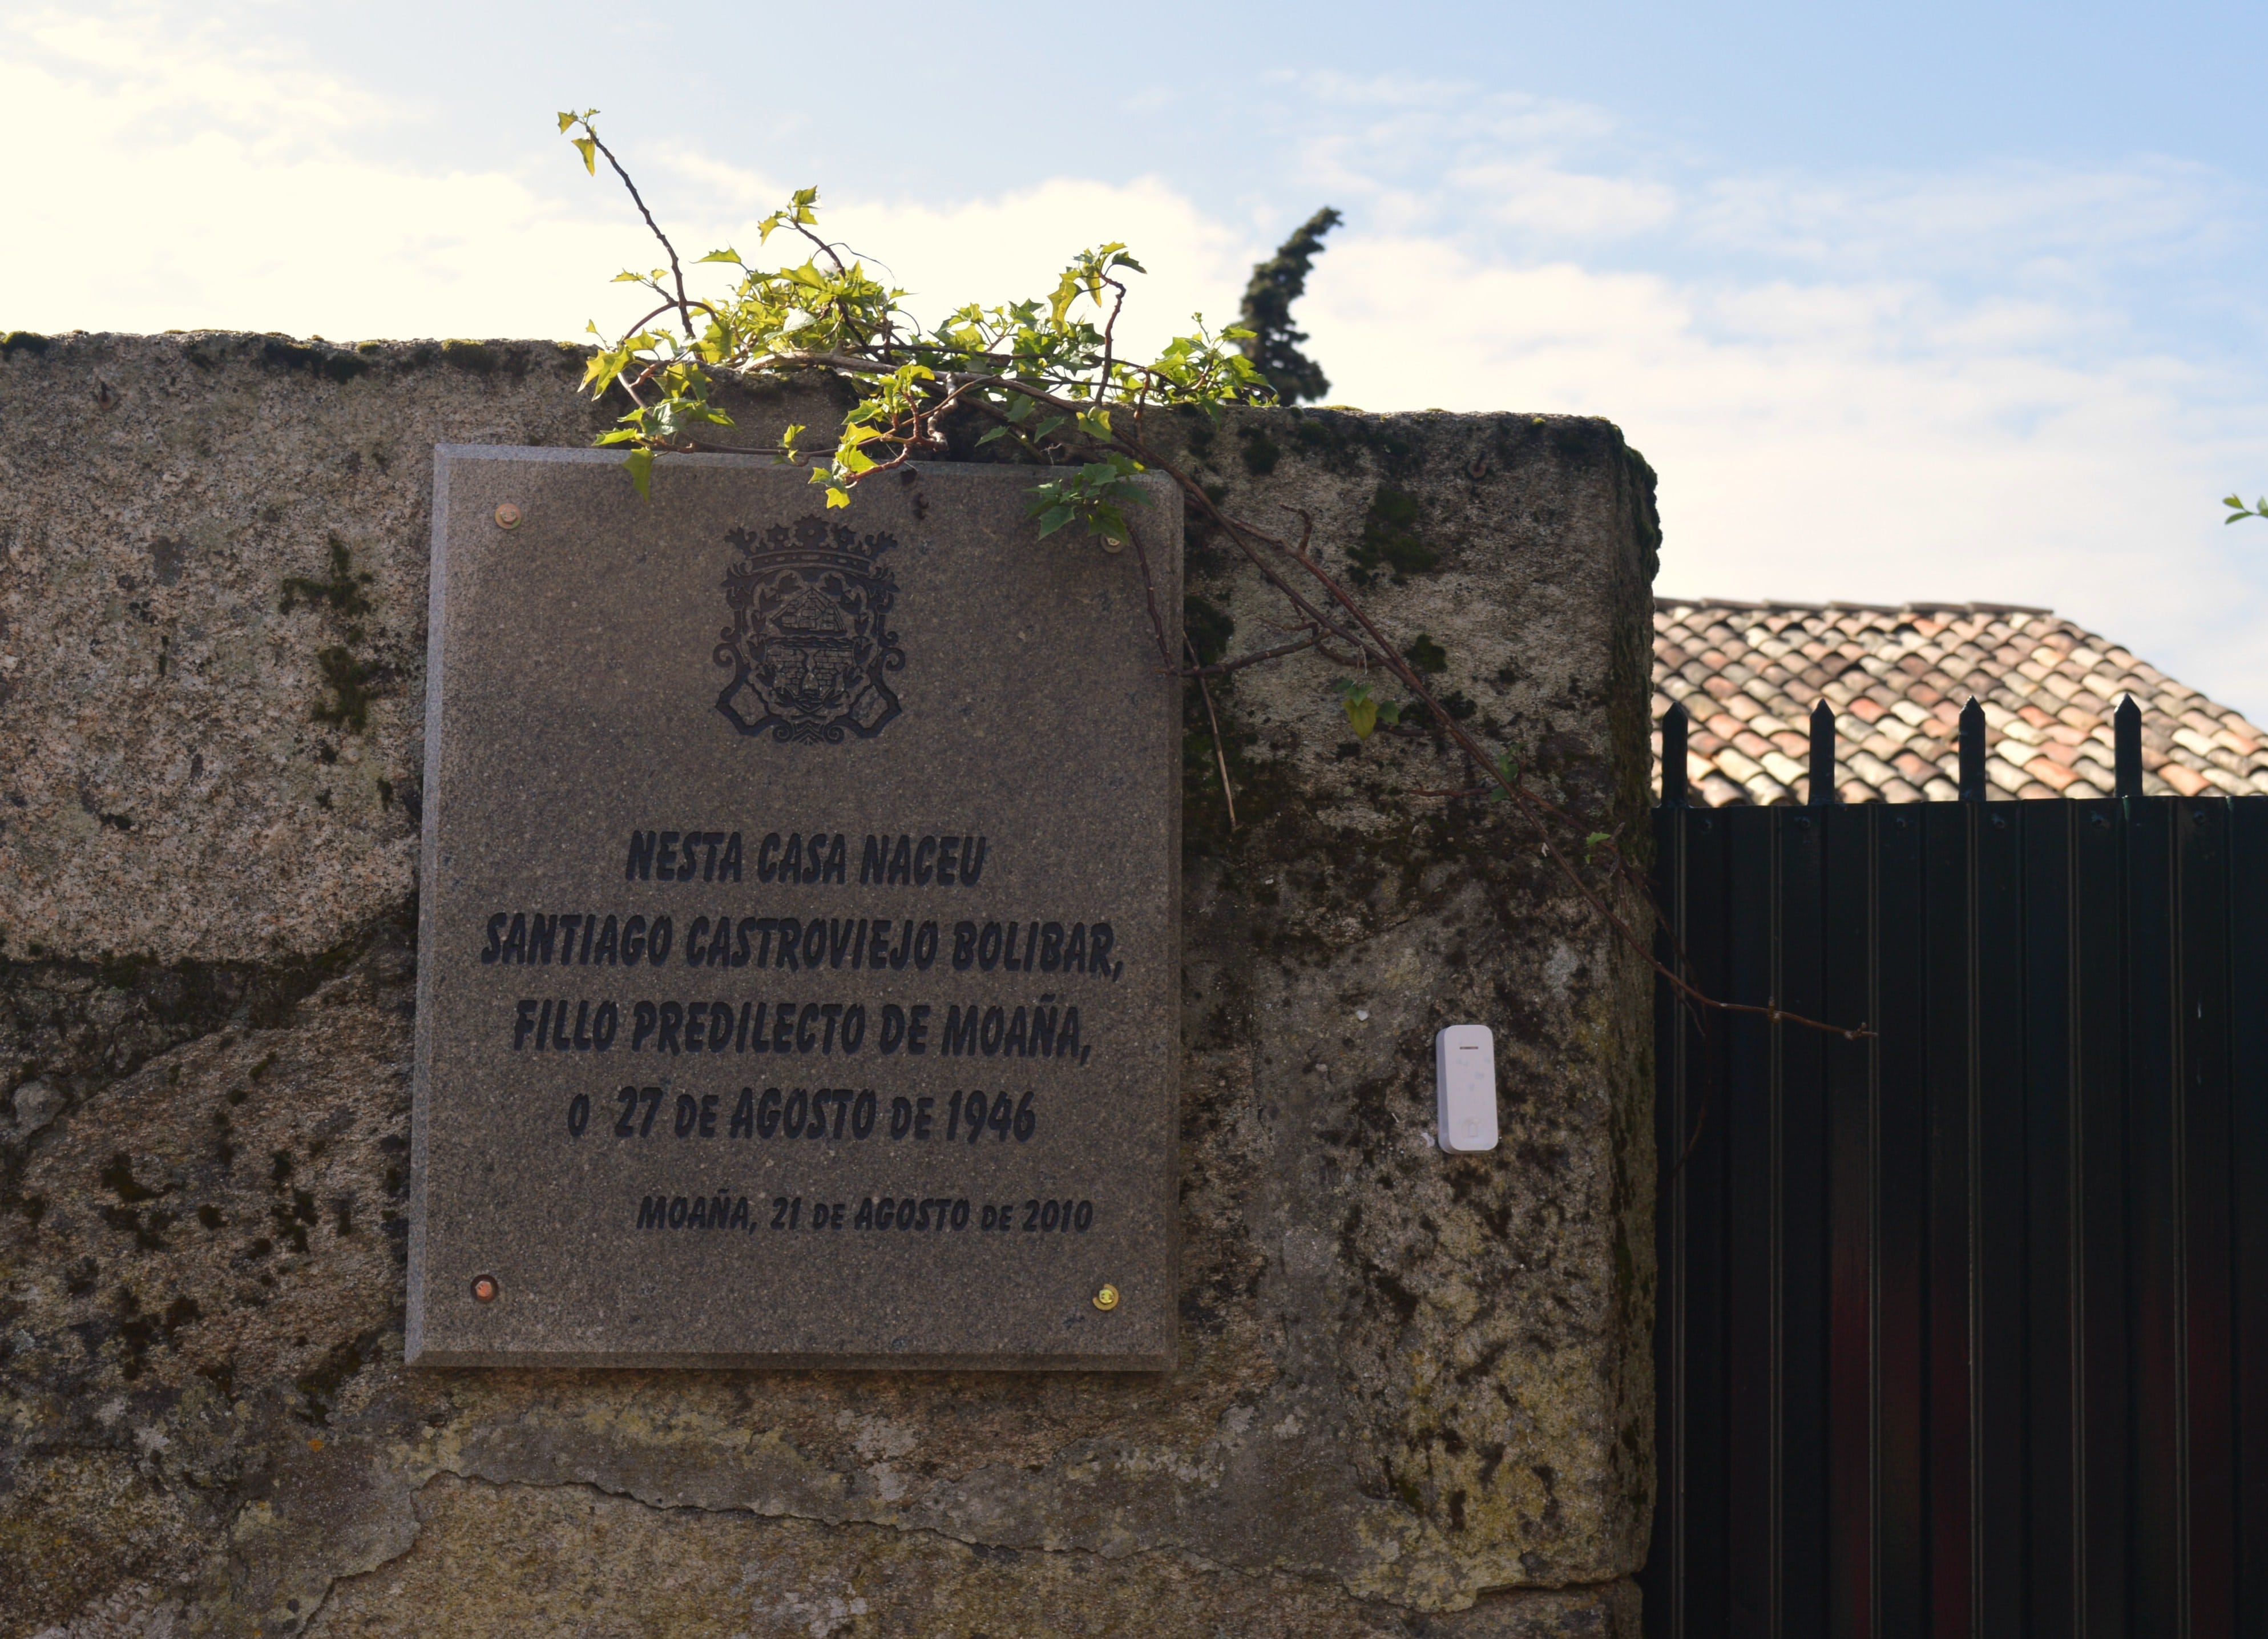 NESTA CASA NACEU
SANTIAGO CASTROVIEJO BOLIBAR,
FILLO PREDILECTO DE MOAÑA,
O 27 DE AGOSTO DE 1946
MOAÑA, 21 DE AGOSTO DE 2010